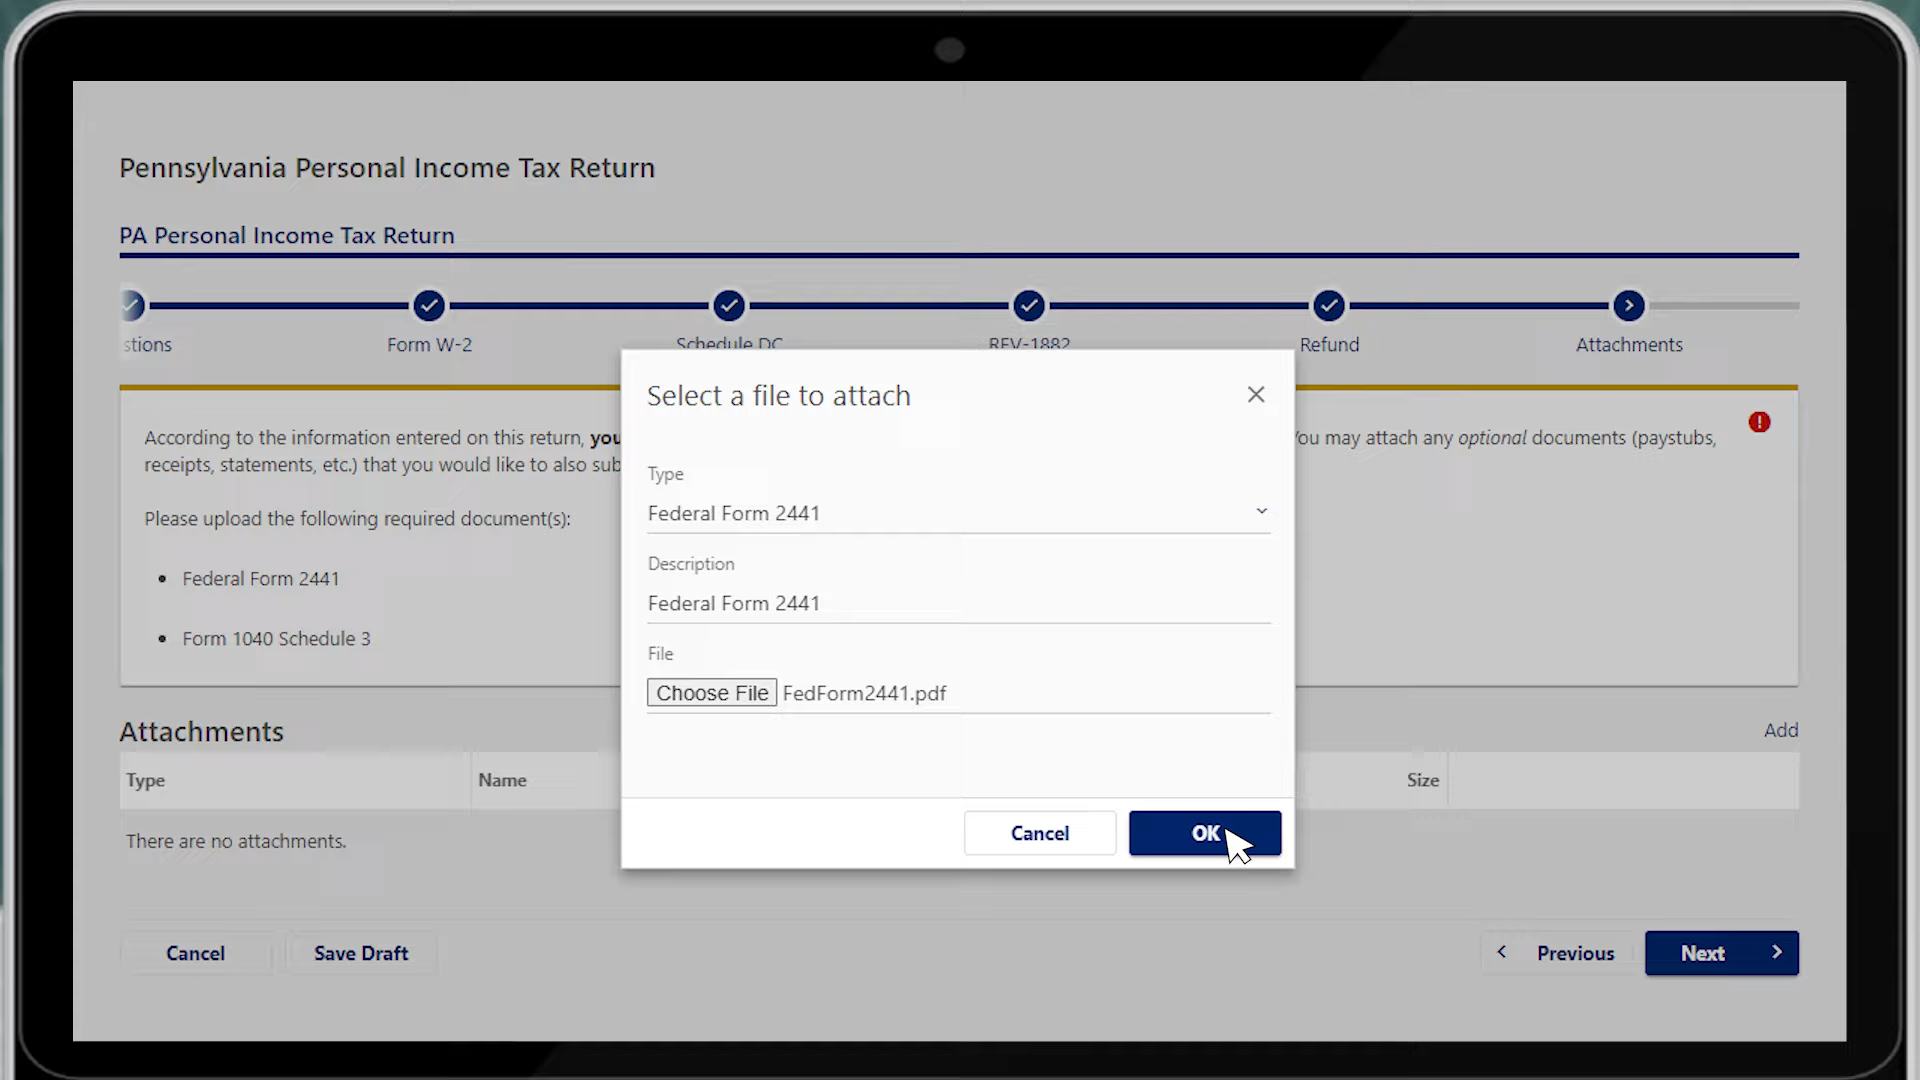 Pennsylvania Personal Income Tax Return
PA Personal Income Tax Return
stions
Form W-2
Schedule DC
REV-1882
Refund
Attachments
According to the information entered on this return, you
You may attach any optional documents (paystubs,
receipts, statements, etc.) that you would like to also sub
Please upload the following required document(s):
• Federal Form 2441
• Form 1040 Schedule 3
Select a file to attach
Type
Federal Form 2441
Description
Federal Form 2441
File
Choose File FedForm2441.pdf
Cancel
OK
Attachments
Add
Type
Name
Size
There are no attachments.
Cancel
Save Draft
Previous
Next